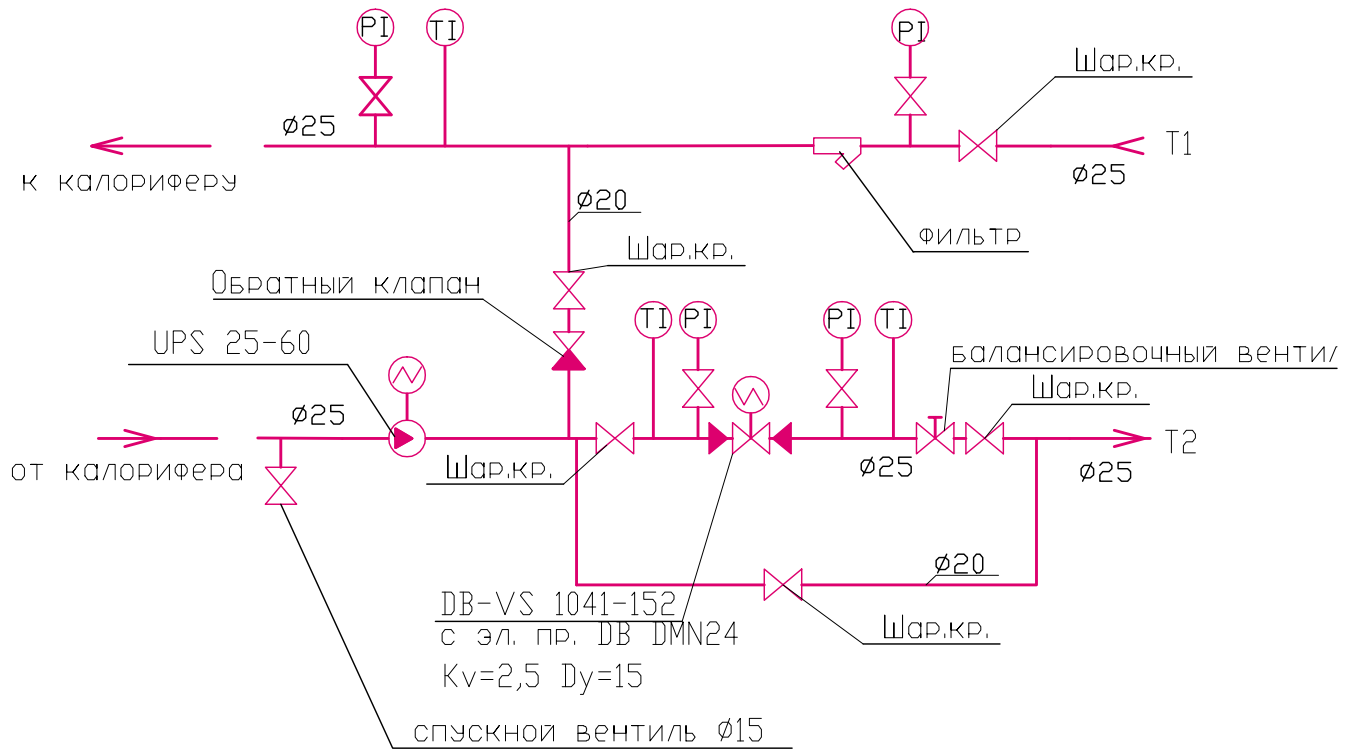 PI
TI
PI
Шар.кр.
Ø25
T1
Ø25
к калориферу
Ø20
фильтр
Шар.кр.
Обратный клапан
TI
PI
PI
TI
UPS 25-60
балансировочный венти
Шар.кр.
Ø25
T2
от калорифера
Шар.кр.
Ø25
Ø25
Ø20
DB-VS 1041-152
с эл. пр. DB DMN24
Шар.кр.
Kv=2,5 Dy=15
спускной вентиль Ø15